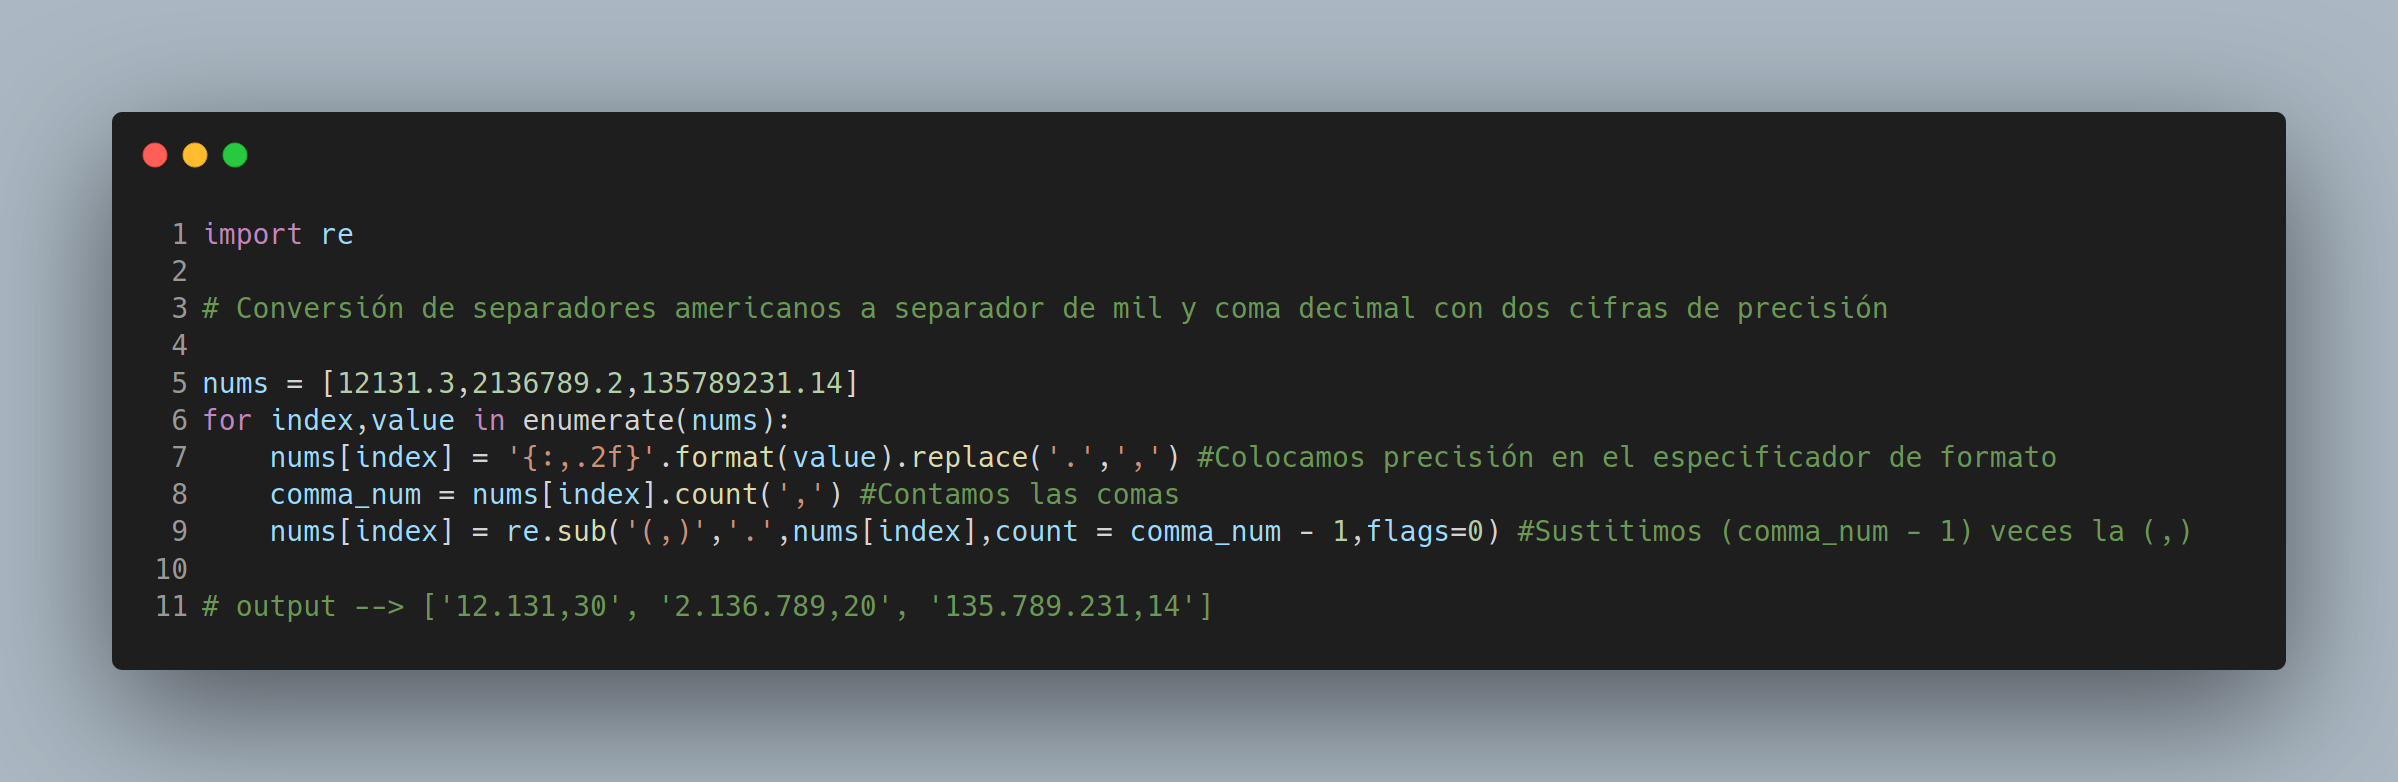 1 import re
2
3 # Conversión de separadores americanos a separador de mil y coma decimal con dos cifras de precisión
4
5 nums = [12131.3,2136789.2,135789231.14]
6 for index,value in enumerate(nums):
7     nums[index] = '{:,.2f}'.format(value).replace('.',',') #Colocamos precisión en el especificador de formato
8     comma_num = nums[index].count(',') #Contamos las comas
9     nums[index] = re.sub('(,)','.',nums[index],count = comma_num - 1,flags=0) #Sustitimos (comma_num - 1) veces la (,)
10
11 # output --> ['12.131,30', '2.136.789,20', '135.789.231,14']